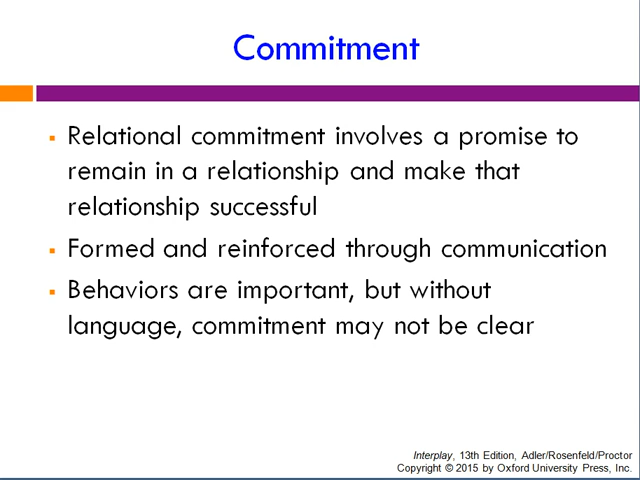 Commitment
▪ Relational commitment involves a promise to
remain in a relationship and make that
relationship successful
▪ Formed and reinforced through communication
▪ Behaviors are important, but without
language, commitment may not be clear
Interplay, 13th Edition, Adler/Rosenfeld/Proctor
Copyright © 2015 by Oxford University Press, Inc.